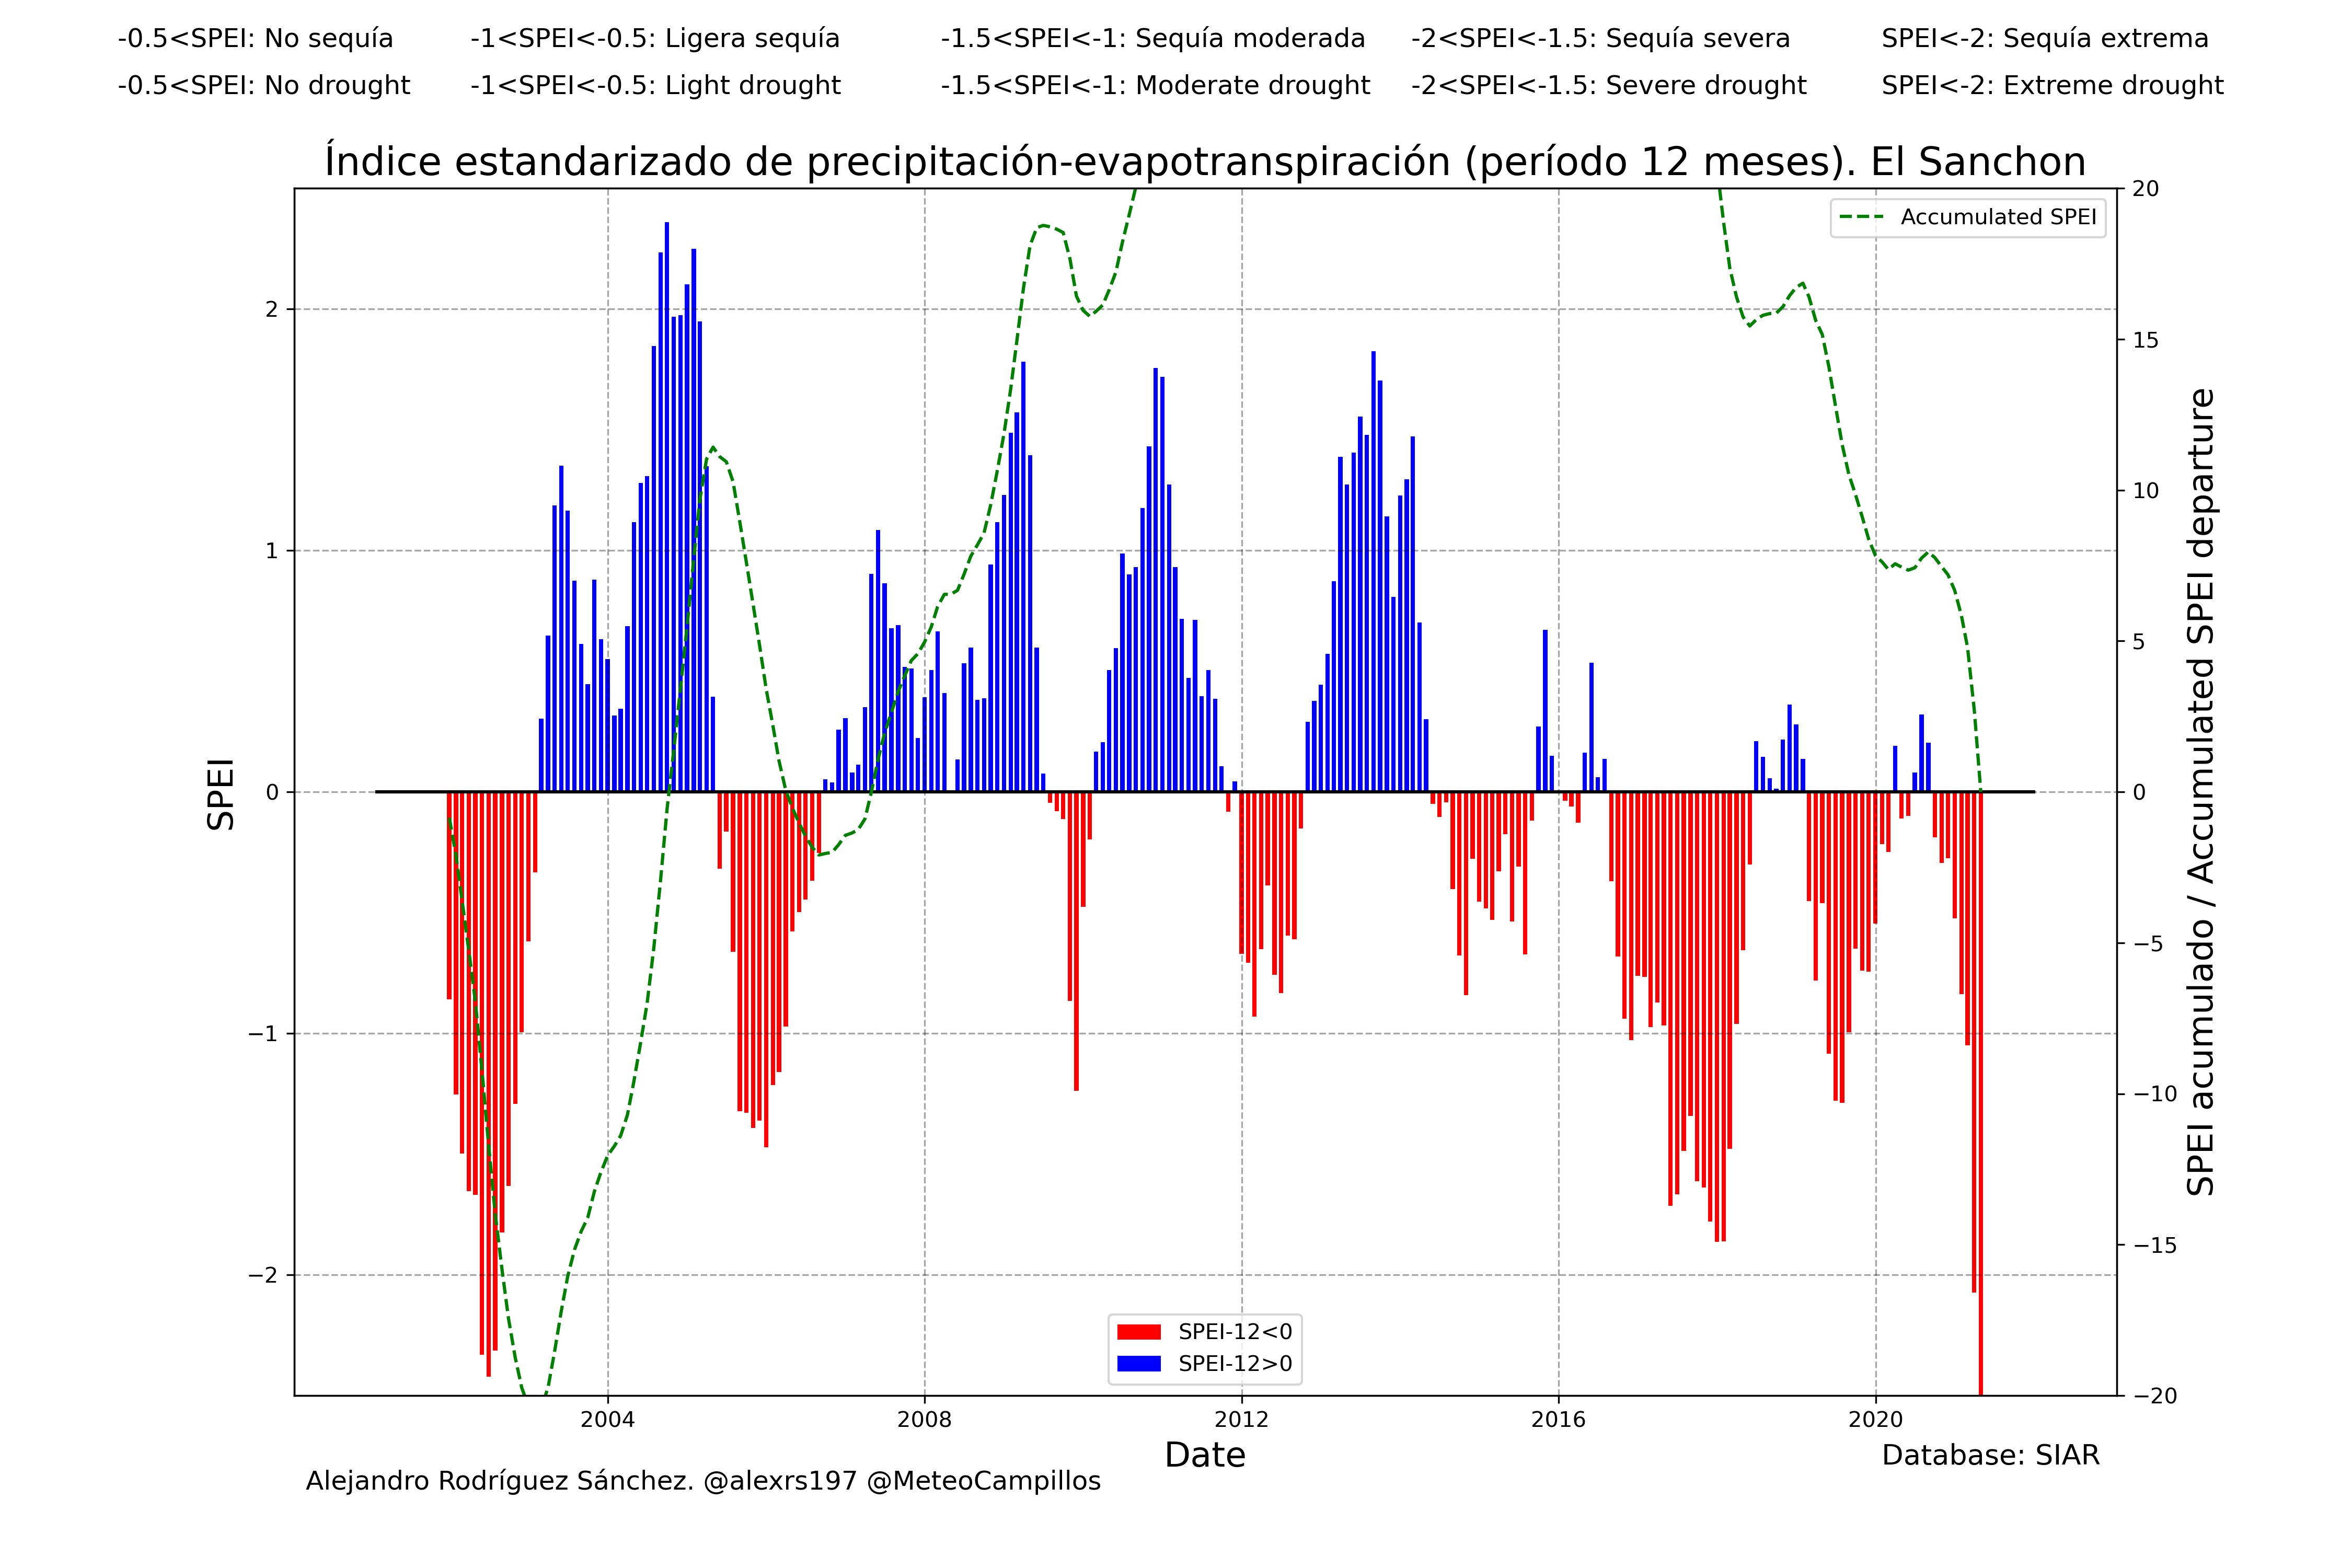 -0.5<SPEI: No sequía -1<SPEI<-0.5: Ligera sequía -1.5<SPEI<-1: Sequía moderada -2<SPEI<-1.5: Sequía severa SPEI<-2: Sequía extrema
-0.5<SPEI: No drought -1<SPEI<-0.5: Light drought -1.5<SPEI<-1: Moderate drought -2<SPEI<-1.5: Severe drought SPEI<-2: Extreme drought
Índice estandarizado de precipitación-evapotranspiración (período 12 meses). El Sanchon
Accumulated SPEI
SPEI
2
1
0
−1
−2
20
15
10
5
0
−5
−10
−15
−20
SPEI acumulado / Accumulated SPEI departure
SPEI-12<0
SPEI-12>0
2004 2008 2012 2016 2020
Date
Database: SIAR
Alejandro Rodríguez Sánchez. @alexrs197 @MeteoCampillos